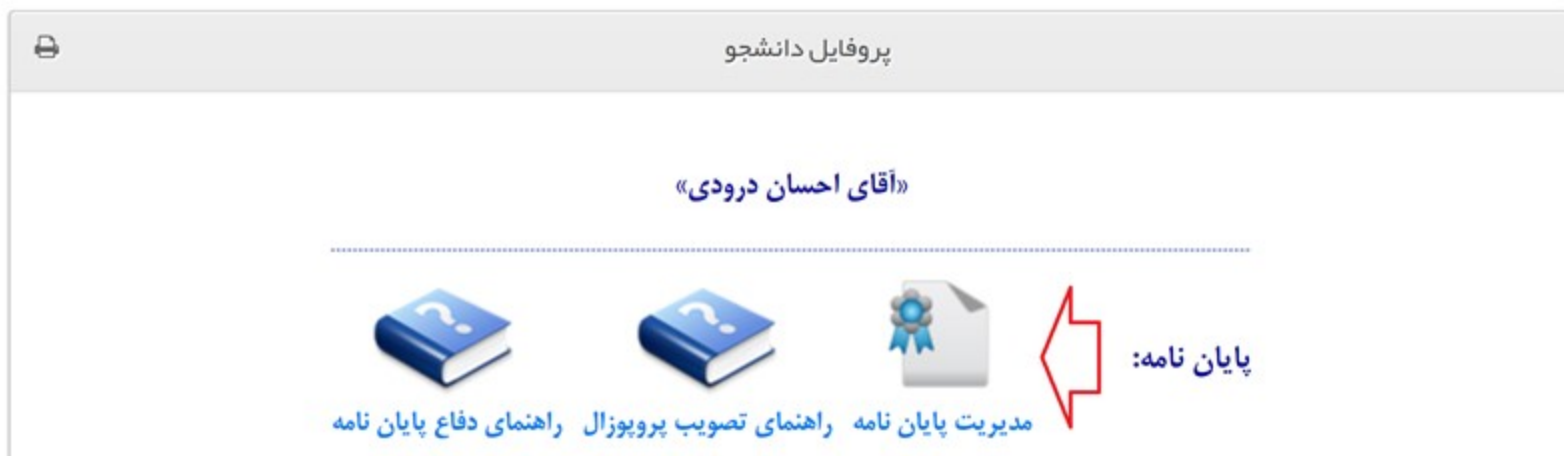 پروفایل دانشجو
«آقای احسان درودی»
پایان نامه:
مدیریت پایان نامه راهنمای تصویب پروپوزال راهنمای دفاع پایان نامه